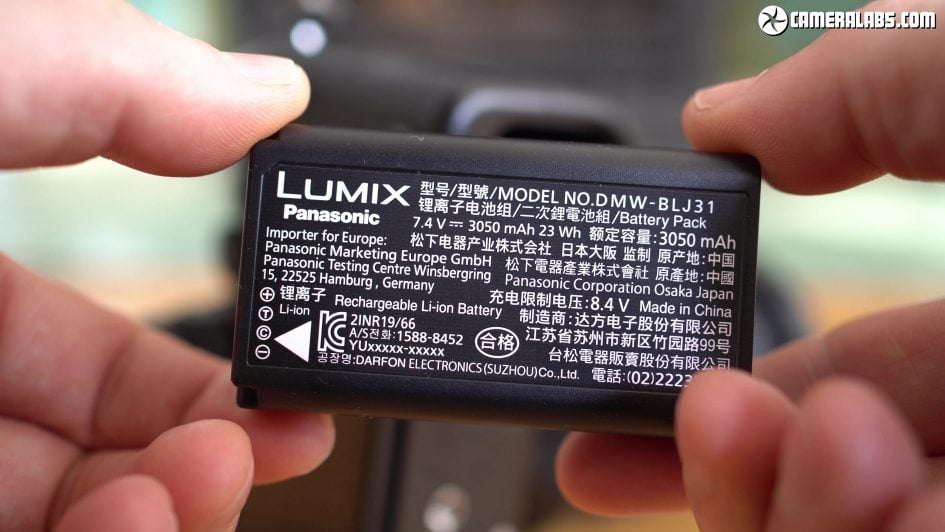 CAMERALABS.COM
LUMIX
Panasonic
型号/型號/MODEL NO.DMW-BLJ31
锂离子电池组/二次鋰電池組/Battery Pack
7.4 V ⎓ 3050 mAh 23 Wh 额定容量:3050 mAh
Importer for Europe: 松下电器产业株式会社 日本大阪 监制 原产地:中国
Panasonic Marketing Europe GmbH 松下電器產業株式會社 原產地:中國
Panasonic Testing Centre Winsbergring Panasonic Corporation Osaka Japan
15, 22525 Hamburg , Germany
充电限制电压:8.4 V Made in China
+ 锂离子 Rechargeable Li-ion Battery
制造商:达方电子股份有限公司
T Li-ion
2INR19/66
江苏省苏州市新区竹园路99号
C
A/S전화:1588-8452
合格
台松電器販賣股份有限公司
− YUxxxxx-xxxxx
공장명:DARFON ELECTRONICS(SUZHOU)Co.,Ltd. 電話:(02)2223